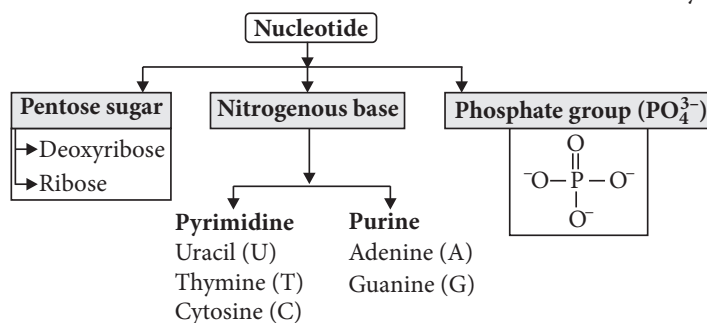 Nucleotide
Pentose sugar
Deoxyribose
Ribose
Nitrogenous base
Pyrimidine
Uracil (U)
Thymine (T)
Cytosine (C)
Purine
Adenine (A)
Guanine (G)
Phosphate group (PO₄³⁻)
O
⁻O–P–O⁻
O⁻